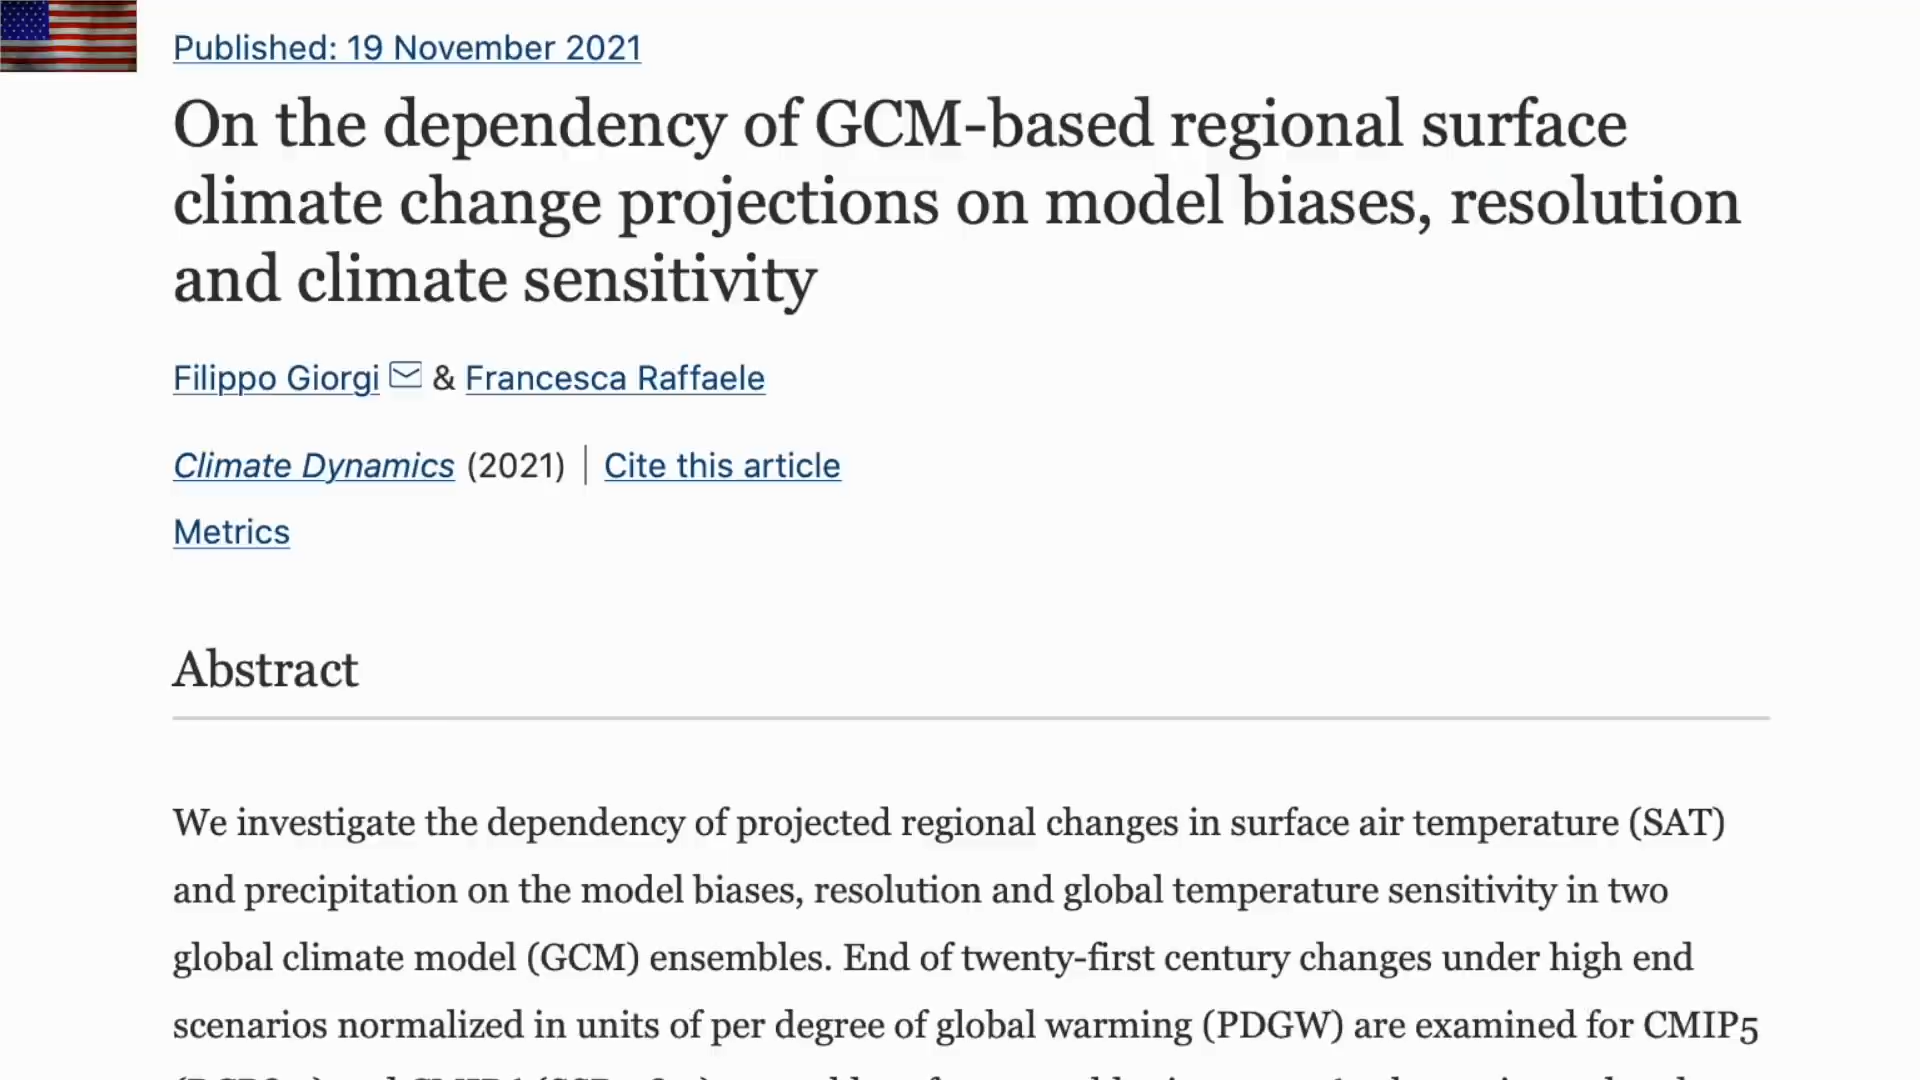 Published: 19 November 2021
On the dependency of GCM-based regional surface
climate change projections on model biases, resolution
and climate sensitivity
Filippo Giorgi & Francesca Raffaele
Climate Dynamics (2021) | Cite this article
Metrics
Abstract
We investigate the dependency of projected regional changes in surface air temperature (SAT)
and precipitation on the model biases, resolution and global temperature sensitivity in two
global climate model (GCM) ensembles. End of twenty-first century changes under high end
scenarios normalized in units of per degree of global warming (PDGW) are examined for CMIP5